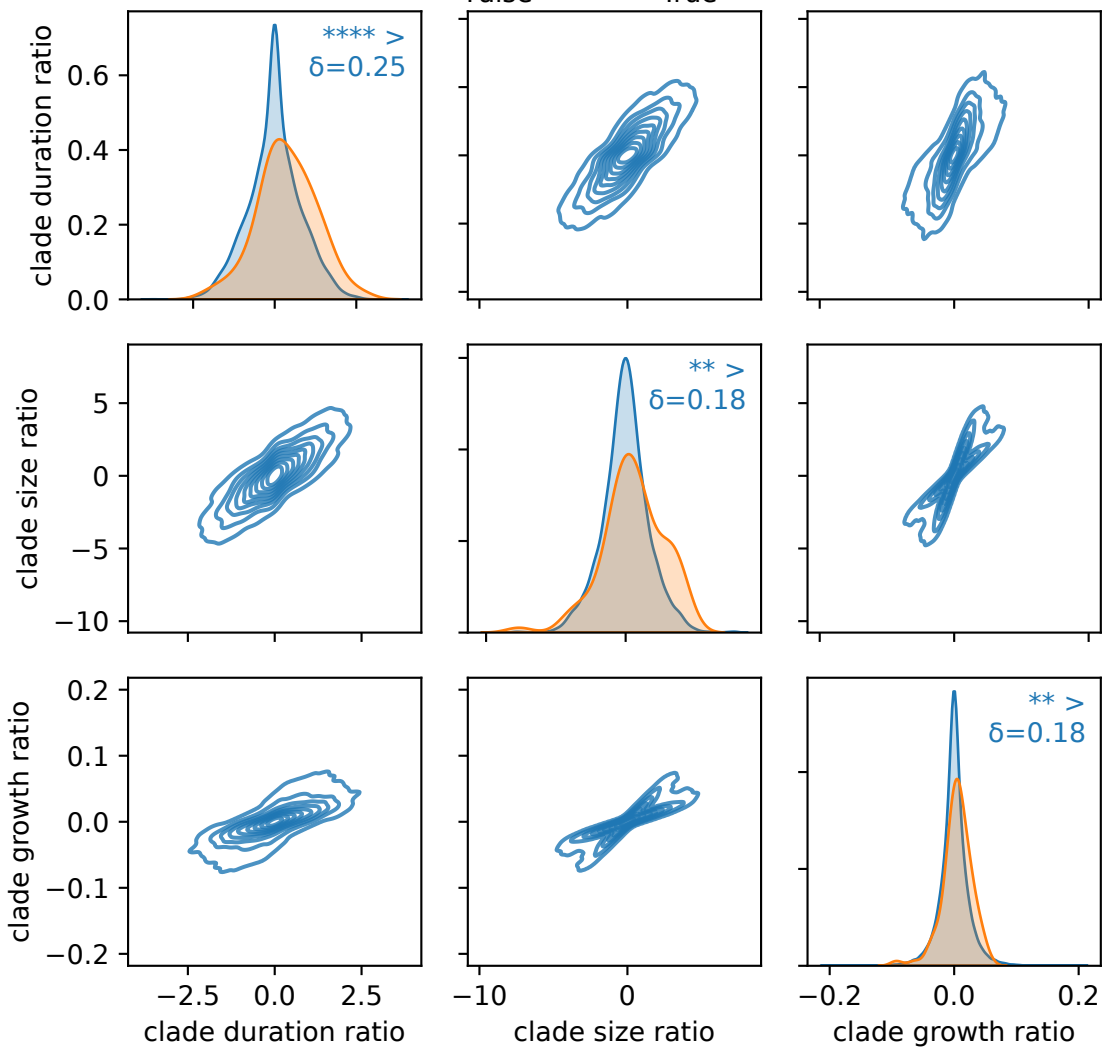 clade duration ratio
0.6
0.4
0.2
0.0
**** >
δ=0.25
clade size ratio
5
0
−5
−10
** >
δ=0.18
clade growth ratio
0.2
0.1
0.0
−0.1
−0.2
** >
δ=0.18
−2.5 0.0 2.5
−10 0
−0.2 0.0 0.2
clade duration ratio
clade size ratio
clade growth ratio